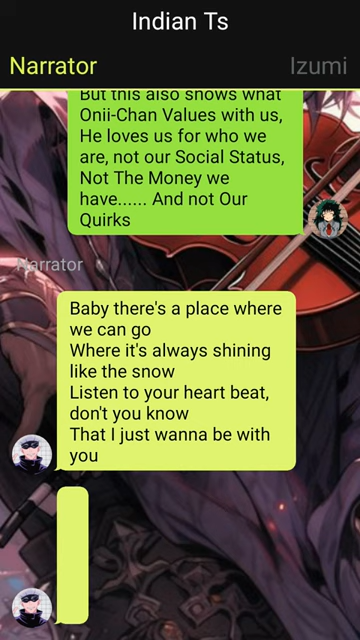 Indian Ts
Narrator
Izumi
But this also shows what
Onii-Chan Values with us,
He loves us for who we
are, not our Social Status,
Not The Money we
have...... And not Our
Quirks
Narrator
Baby there's a place where
we can go
Where it's always shining
like the snow
Listen to your heart beat,
don't you know
That I just wanna be with
you